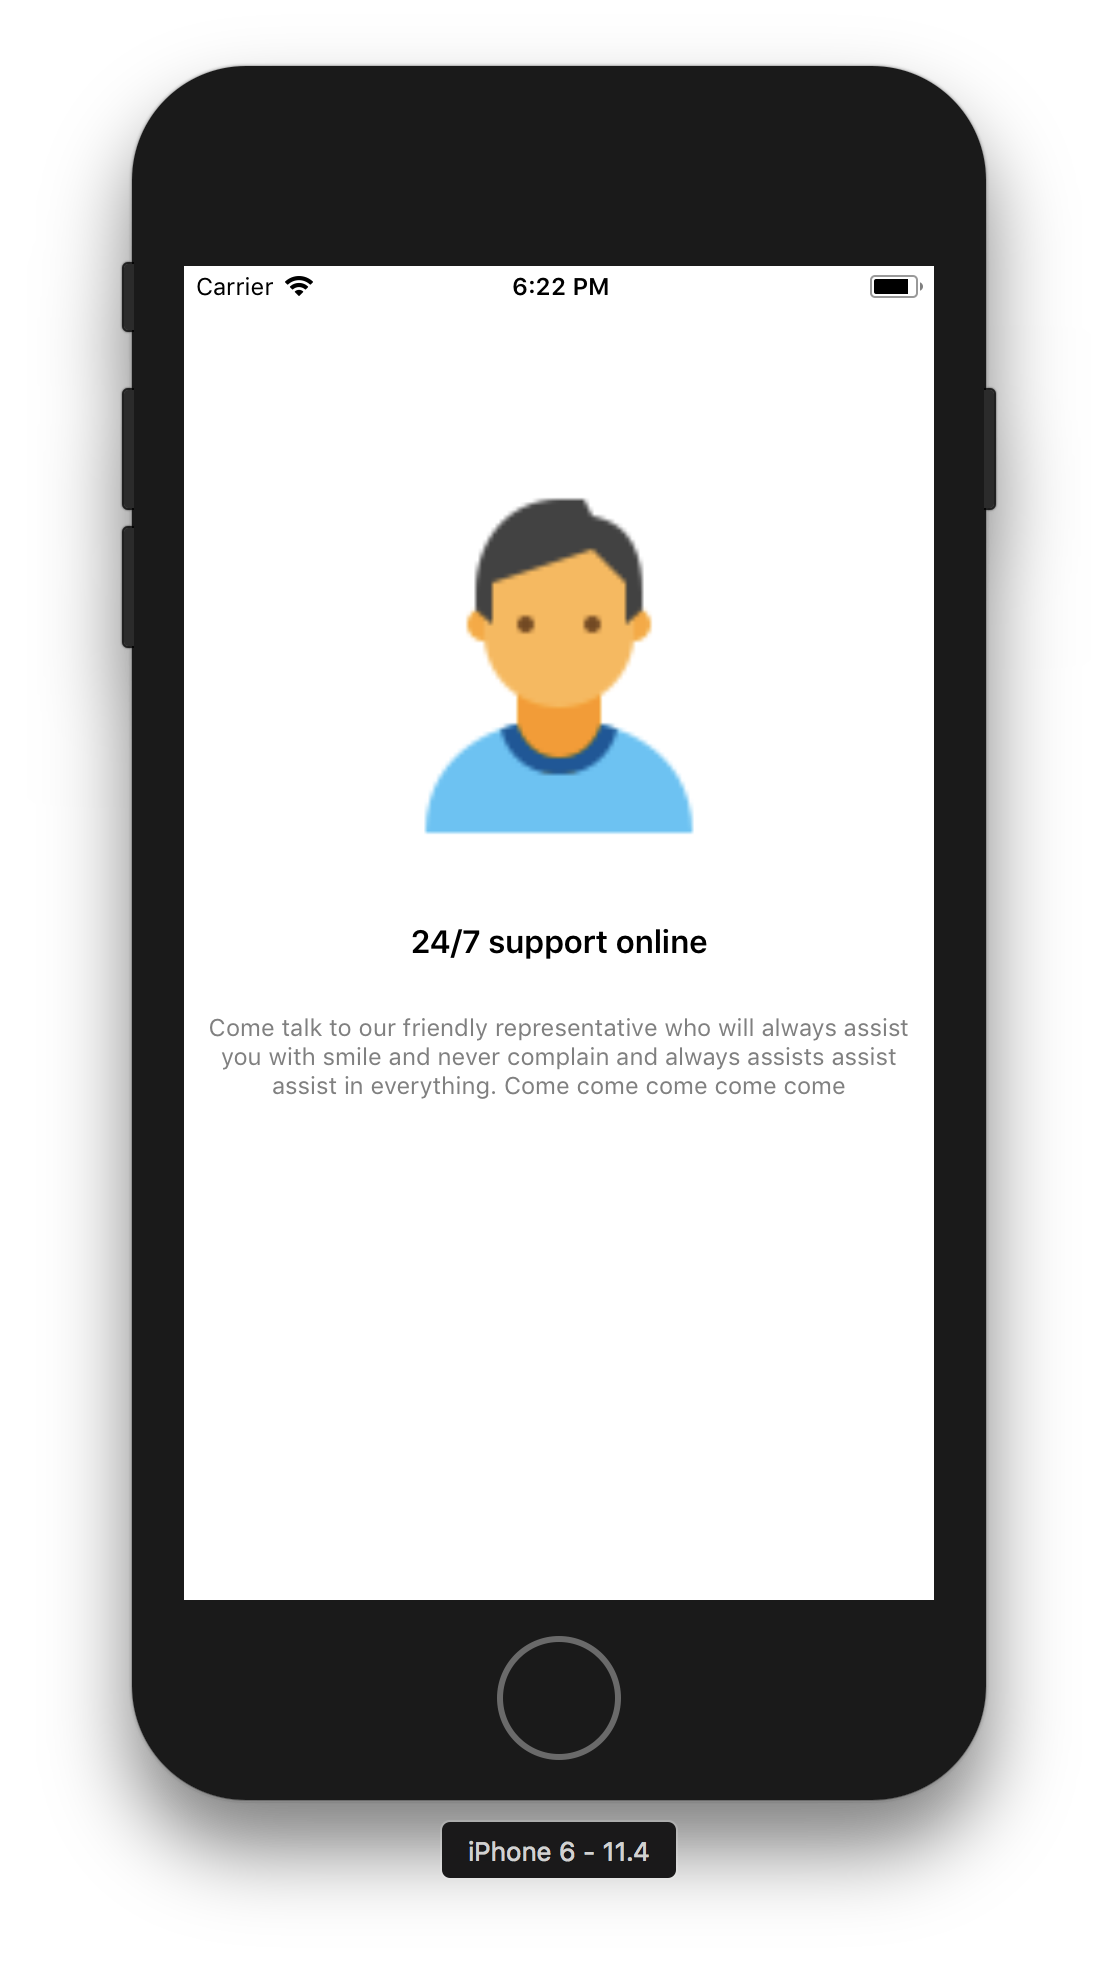 Carrier
6:22 PM
24/7 support online
Come talk to our friendly representative who will always assist
you with smile and never complain and always assists assist
assist in everything. Come come come come come
iPhone 6 - 11.4